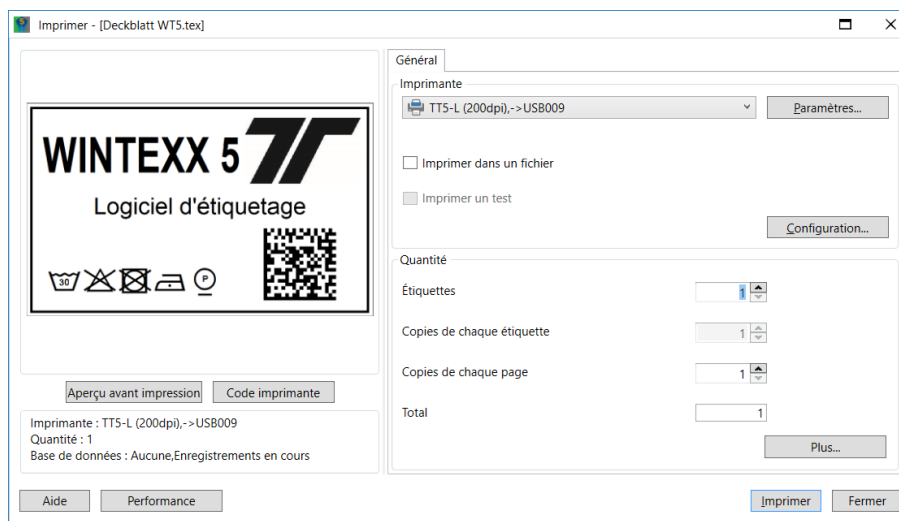 Imprimer - [Deckblatt WT5.tex]
WINTEXX 5
Logiciel d'étiquetage
30
P
Aperçu avant impression
Code imprimante
Imprimante : TT5-L (200dpi),->USB009
Quantité : 1
Base de données : Aucune,Enregistrements en cours
Général
Imprimante
TT5-L (200dpi),->USB009
Paramètres...
Imprimer dans un fichier
Imprimer un test
Configuration...
Quantité
Étiquettes 1
Copies de chaque étiquette 1
Copies de chaque page 1
Total 1
Plus...
Aide
Performance
Imprimer
Fermer